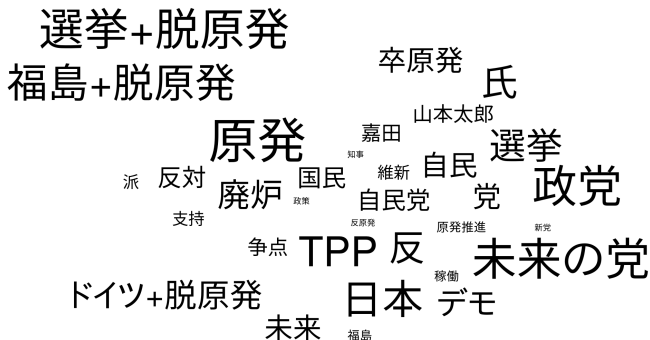 選挙+脱原発
卒原発
福島+脱原発
氏
山本太郎
原発
嘉田
選挙
知事
維新
自民
派
反対
廃炉
国民
政策
自民党
党
政党
支持
反原発
原発推進
新党
争点
TPP
反
未来の党
稼働
ドイツ+脱原発
日本
デモ
未来
福島